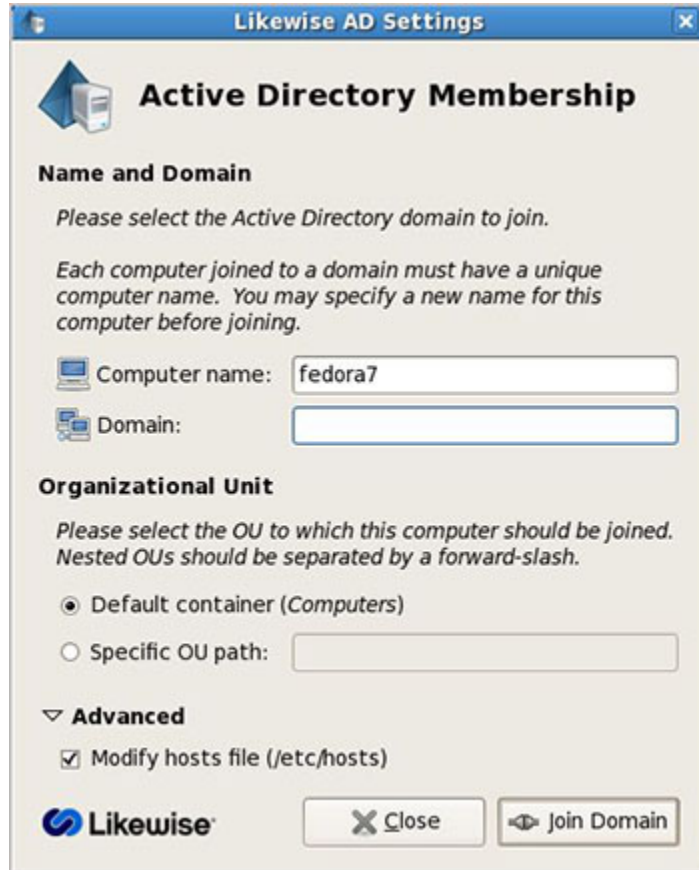 Likewise AD Settings
Active Directory Membership
Name and Domain
Please select the Active Directory domain to join.
Each computer joined to a domain must have a unique
computer name. You may specify a new name for this
computer before joining.
Computer name: fedora7
Domain:
Organizational Unit
Please select the OU to which this computer should be joined.
Nested OUs should be separated by a forward-slash.
Default container (Computers)
Specific OU path:
Advanced
Modify hosts file (/etc/hosts)
Likewise Close Join Domain